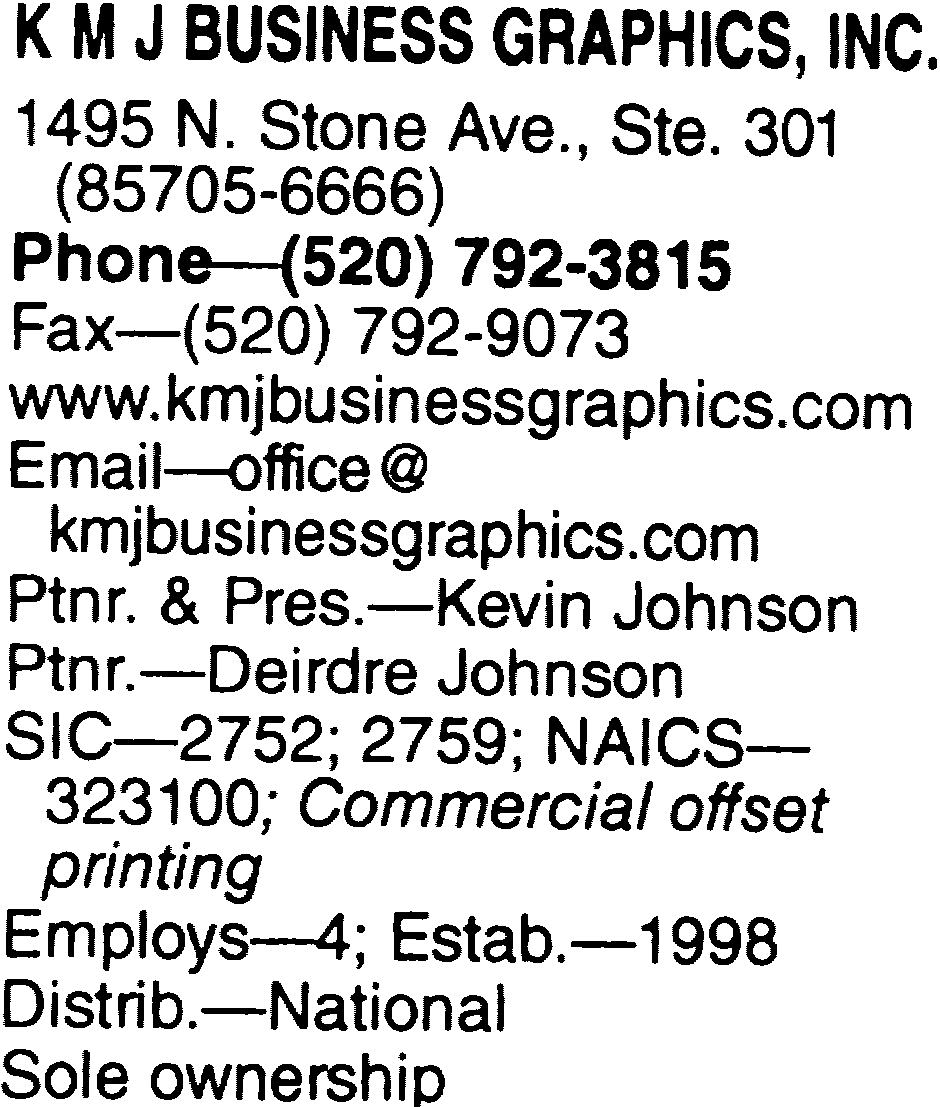 K M J BUSINESS GRAPHICS, INC.
1495 N. Stone Ave., Ste. 301
(85705-6666)
Phone—(520) 792-3815
Fax—(520) 792-9073
www.kmjbusinessgraphics.com
Email—office@
kmjbusinessgraphics.com
Ptnr. & Pres.—Kevin Johnson
Ptnr.—Deirdre Johnson
SIC—2752; 2759; NAICS—
323100; Commercial offset
printing
Employs—4; Estab.—1998
Distrib.—National
Sole ownership